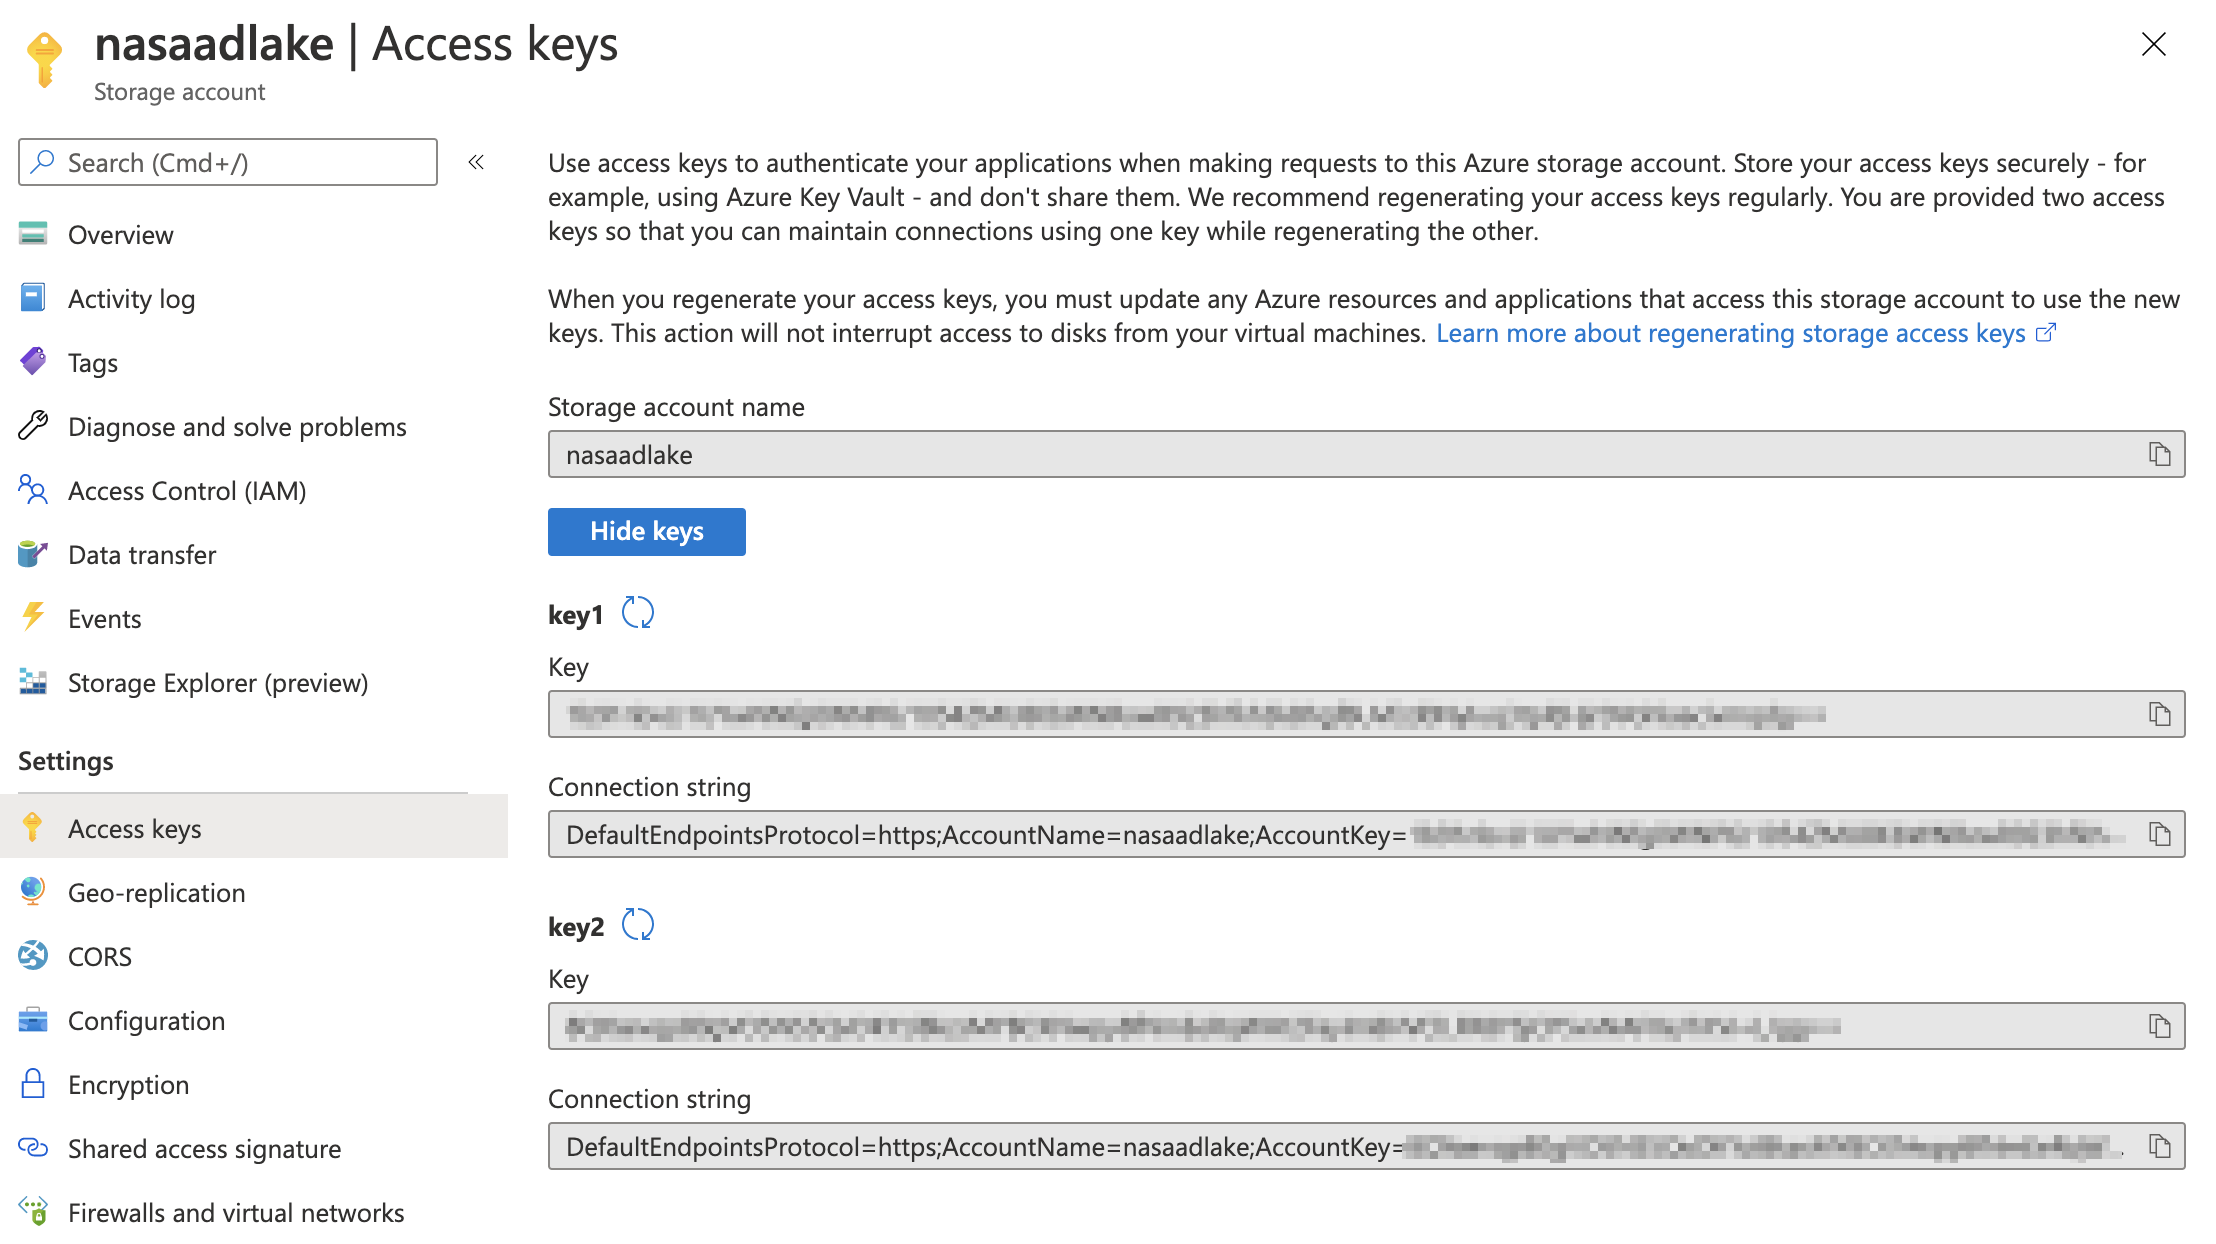 nasaadlake | Access keys
Storage account
Search (Cmd+/)
«
Overview
Activity log
Tags
Diagnose and solve problems
Access Control (IAM)
Data transfer
Events
Storage Explorer (preview)
Settings
Access keys
Geo-replication
CORS
Configuration
Encryption
Shared access signature
Firewalls and virtual networks
Use access keys to authenticate your applications when making requests to this Azure storage account. Store your access keys securely - for
example, using Azure Key Vault - and don't share them. We recommend regenerating your access keys regularly. You are provided two access
keys so that you can maintain connections using one key while regenerating the other.
When you regenerate your access keys, you must update any Azure resources and applications that access this storage account to use the new
keys. This action will not interrupt access to disks from your virtual machines. Learn more about regenerating storage access keys
Storage account name
nasaadlake
Hide keys
key1
Key
Connection string
DefaultEndpointsProtocol=https;AccountName=nasaadlake;AccountKey=
key2
Key
Connection string
DefaultEndpointsProtocol=https;AccountName=nasaadlake;AccountKey=